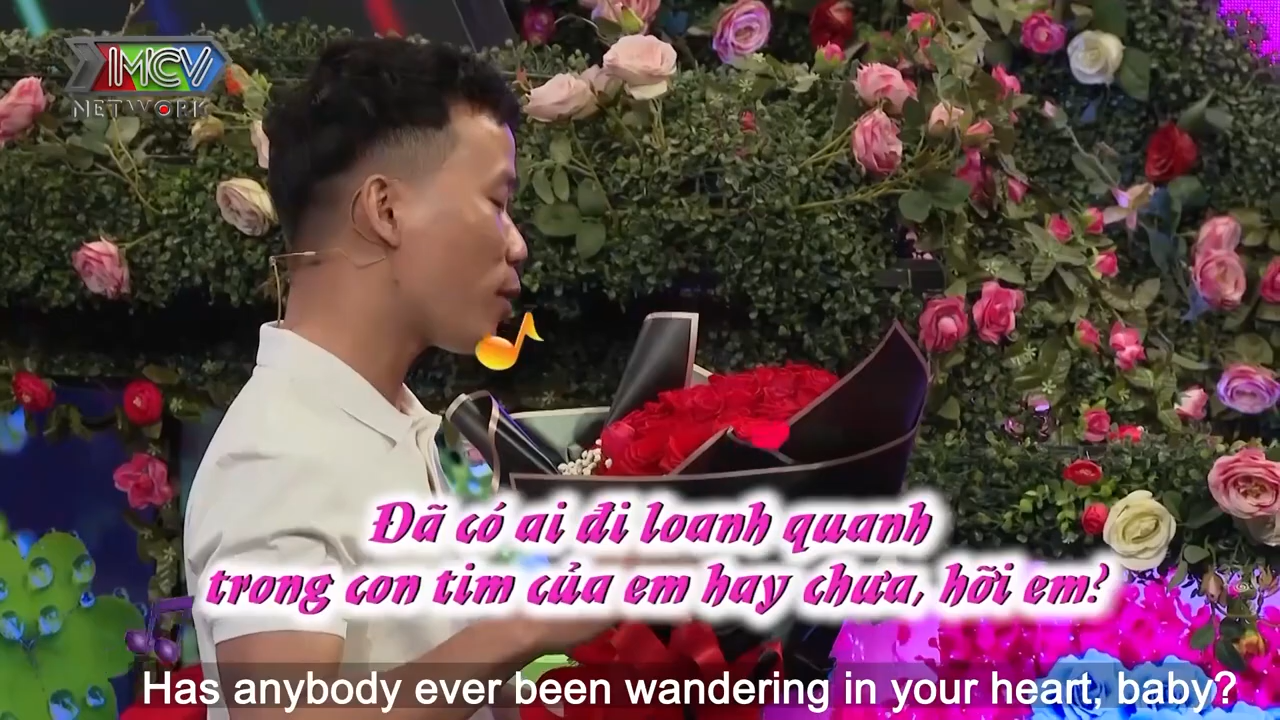 MCV
NETWORK
Đã có ai đi loanh quanh
trong con tim của em hay chưa, hỡi em?
Has anybody ever been wandering in your heart, baby?